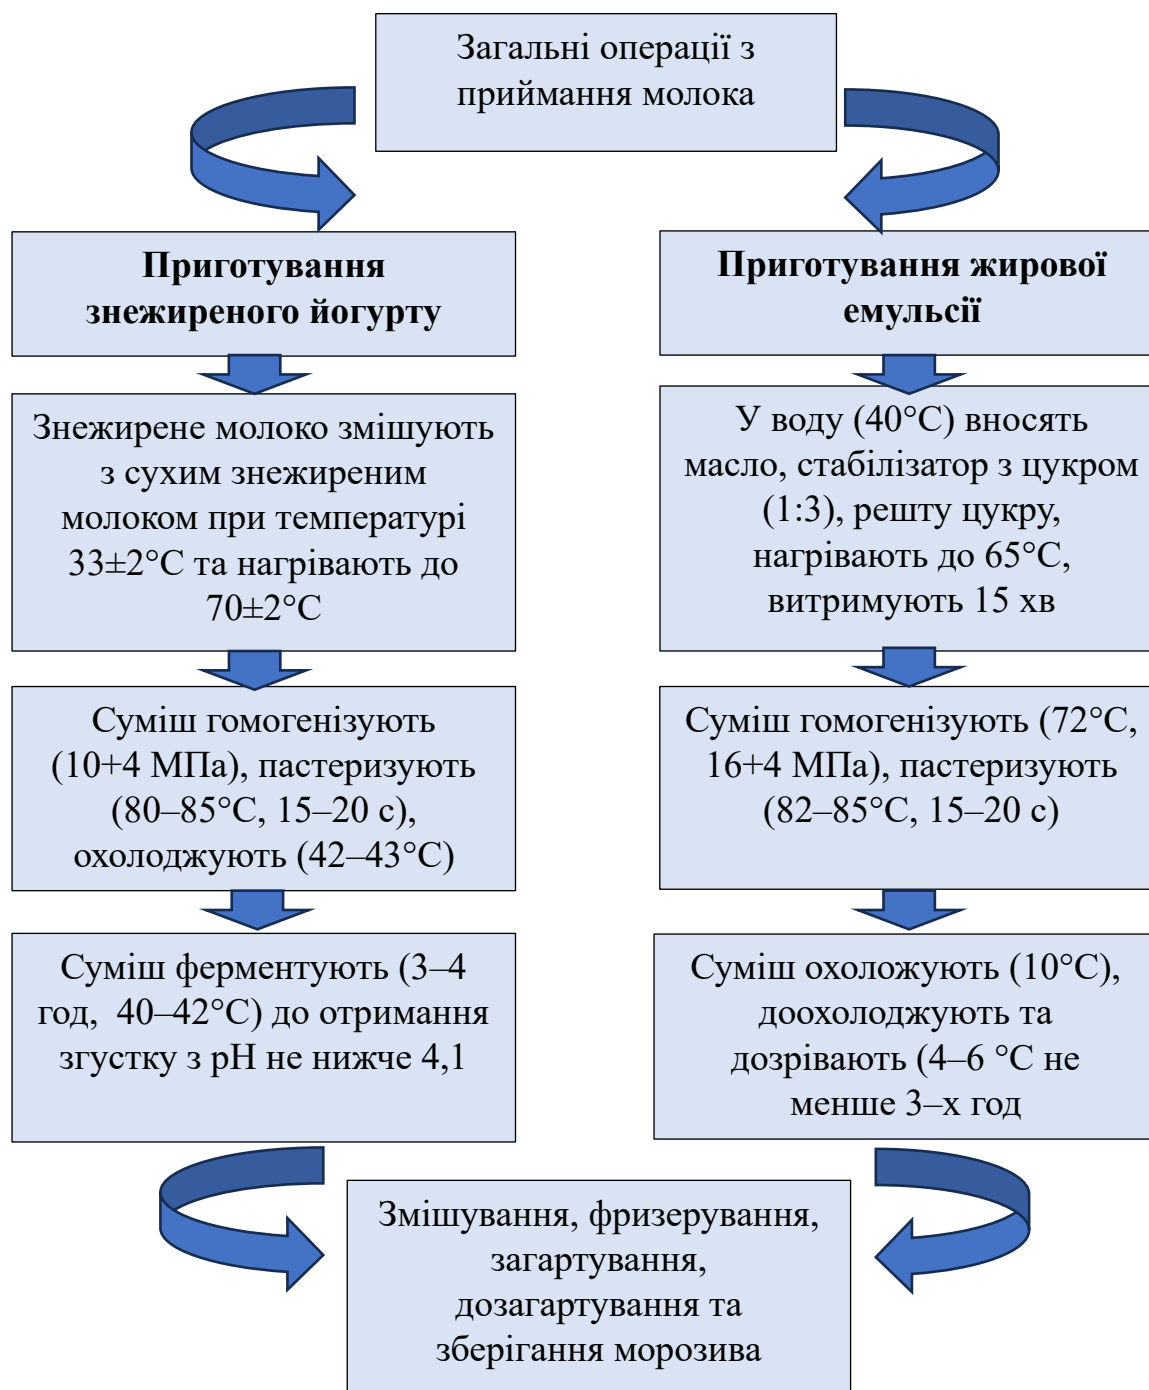 Загальні операції з
приймання молока
Приготування
знежиреного йогурту
Знежирене молоко змішують
з сухим знежиреним
молоком при температурі
33±2°С та нагрівають до
70±2°С
Суміш гомогенізують
(10+4 МПа), пастеризують
(80–85°С, 15–20 с),
охолоджують (42–43°С)
Суміш ферментують (3–4
год,  40–42°С) до отримання
згустку з рН не нижче 4,1
Приготування жирової
емульсії
У воду (40°С) вносять
масло, стабілізатор з цукром
(1:3), решту цукру,
нагрівають до 65°С,
витримують 15 хв
Суміш гомогенізують (72°С,
16+4 МПа), пастеризують
(82–85°С, 15–20 с)
Суміш охоложують (10°С),
доохолоджують та
дозрівають (4–6 °С не
менше 3–х год
Змішування, фризерування,
загартування,
дозагартування та
зберігання морозива